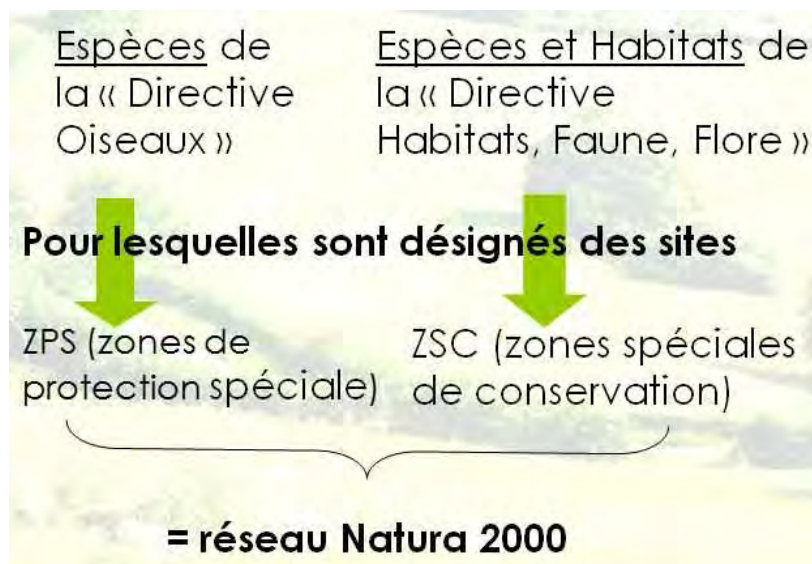 Espèces de
la « Directive
Oiseaux »
Espèces et Habitats de
la « Directive
Habitats, Faune, Flore »
Pour lesquelles sont désignés des sites
ZPS (zones de
protection spéciale)
ZSC (zones spéciales
de conservation)
= réseau Natura 2000